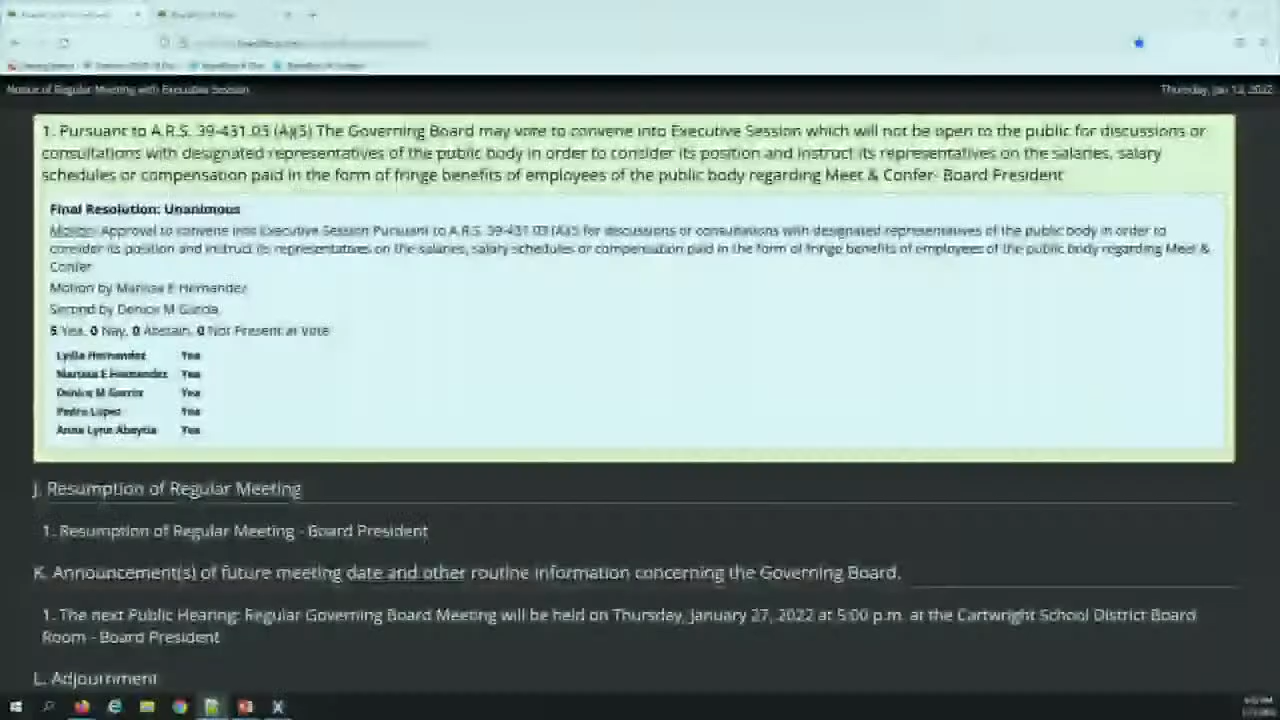 Notice of Regular Meeting with Executive Session
Thursday, Jan 13, 2022
1. Pursuant to A.R.S. 39-431.03 (A)(5) The Governing Board may vote to convene into Executive Session which will not be open to the public for discussions or
consultations with designated representatives of the public body in order to consider its position and instruct its representatives on the salaries, salary
schedules or compensation paid in the form of fringe benefits of employees of the public body regarding Meet & Confer- Board President
Final Resolution: Unanimous
Motion: Approval to convene into Executive Session Pursuant to A.R.S. 39-431.03 (A)(5 for discussions or consultations with designated representatives of the public body in order to
consider its position and instruct its representatives on the salaries, salary schedules or compensation paid in the form of fringe benefits of employees of the public body regarding Meet &
Confer
Motion by Marissa E Hernandez
Second by Denice M Garcia
5 Yea, 0 Nay, 0 Abstain, 0 Not Present at Vote
Lydia Hernandez Yea
Marissa E Hernandez Yea
Denice M Garcia Yea
Pedro Lopez Yea
Anna Lynn Abeytia Yea
J. Resumption of Regular Meeting
1. Resumption of Regular Meeting - Board President
K. Announcement(s) of future meeting date and other routine information concerning the Governing Board.
1. The next Public Hearing: Regular Governing Board Meeting will be held on Thursday, January 27, 2022 at 5:00 p.m. at the Cartwright School District Board
Room - Board President
L. Adjournment